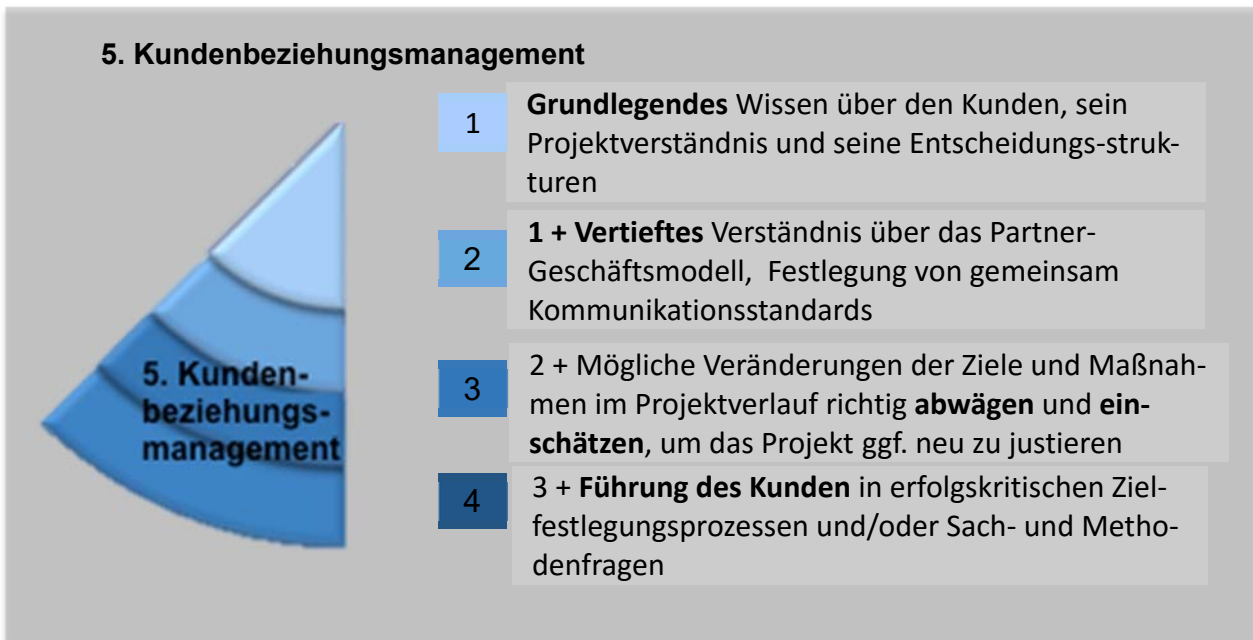 5. Kundenbeziehungsmanagement
1
Grundlegendes Wissen über den Kunden, sein
Projektverständnis und seine Entscheidungs-struk-
turen
2
1 + Vertieftes Verständnis über das Partner-
Geschäftsmodell, Festlegung von gemeinsam
Kommunikationsstandards
3
2 + Mögliche Veränderungen der Ziele und Maßnah-
men im Projektverlauf richtig abwägen und ein-
schätzen, um das Projekt ggf. neu zu justieren
4
3 + Führung des Kunden in erfolgskritischen Ziel-
festlegungsprozessen und/oder Sach- und Metho-
denfragen
5. Kunden-
beziehungs-
management